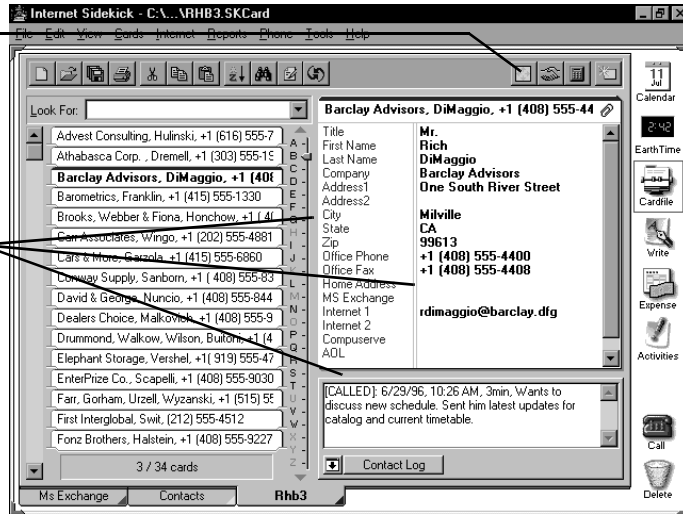 Internet Sidekick - C:\...\RHB3.SKCard
File Edit View Cards Internet Reports Phone Tools Help
Look For:
Advest Consulting, Hulinski, +1 (616) 555-7
Athabasca Corp. , Dremell, +1 (303) 555-15
Barclay Advisors, DiMaggio, +1 (408
Barometrics, Franklin, +1 (415) 555-1330
Brooks, Webber & Fiona, Honchow, +1 ( 4(
Carr Associates, Wingo, +1 (202) 555-4881
Cars & More, Garzola, +1 (415) 555-6860
Conway Supply, Sanborn, +1 ( 408) 555-83
David & George, Nuncio, +1 (408) 555-844
Dealers Choice, Malkovich, +1 (408) 555-9
Drummond, Walkow, Wilson, Buitoni, +1 (4
Elephant Storage, Vershel, +1( 919) 555-47
EnterPrize Co., Scapelli, +1 (408) 555-9030
Farr, Gorham, Urzell, Wyzanski, +1 (515) 55
First Interglobal, Swit, (212) 555-4512
Fonz Brothers, Halstein, +1 (408) 555-9227
3 / 34 cards
A
B
C
D
E
F
G
H
I
J
K
L
M
N
O
P
Q
R
S
T
U
V
W
X
Y
Z
Barclay Advisors, DiMaggio, +1 (408) 555-44
Title Mr.
First Name Rich
Last Name DiMaggio
Company Barclay Advisors
Address1 One South River Street
Address2
City Milville
State CA
Zip 99613
Office Phone +1 (408) 555-4400
Office Fax +1 (408) 555-4408
Home Address
MS Exchange
Internet 1 rdimaggio@barclay.dfg
Internet 2
Compuserve
AOL
[CALLED]: 6/29/96, 10:26 AM, 3min, Wants to
discuss new schedule. Sent him latest updates for
catalog and current timetable.
Contact Log
Ms Exchange Contacts Rhb3
11
Jul
Calendar
2:42
EarthTime
Cardfile
Write
Expense
Activities
Call
Delete